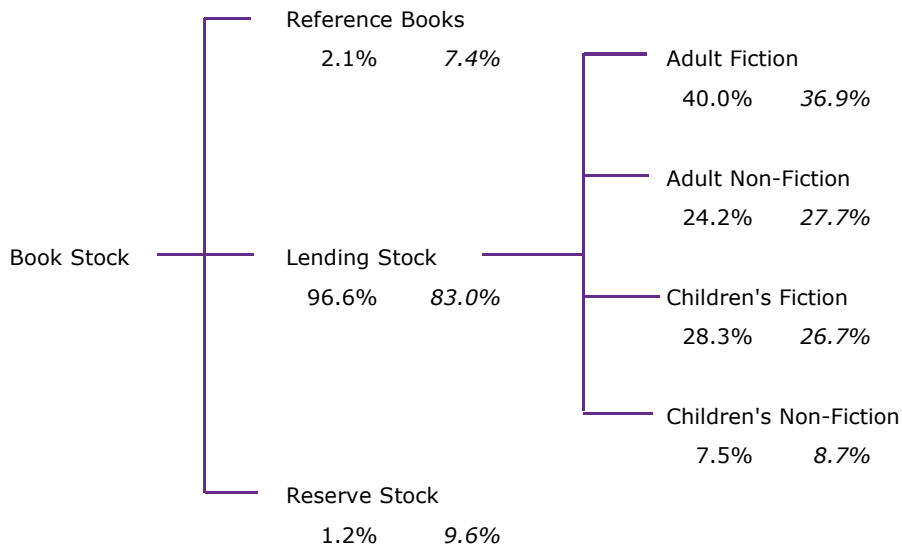 Reference Books
2.1% 7.4%
Adult Fiction
40.0% 36.9%
Adult Non-Fiction
24.2% 27.7%
Book Stock
Lending Stock
96.6% 83.0%
Children's Fiction
28.3% 26.7%
Children's Non-Fiction
7.5% 8.7%
Reserve Stock
1.2% 9.6%